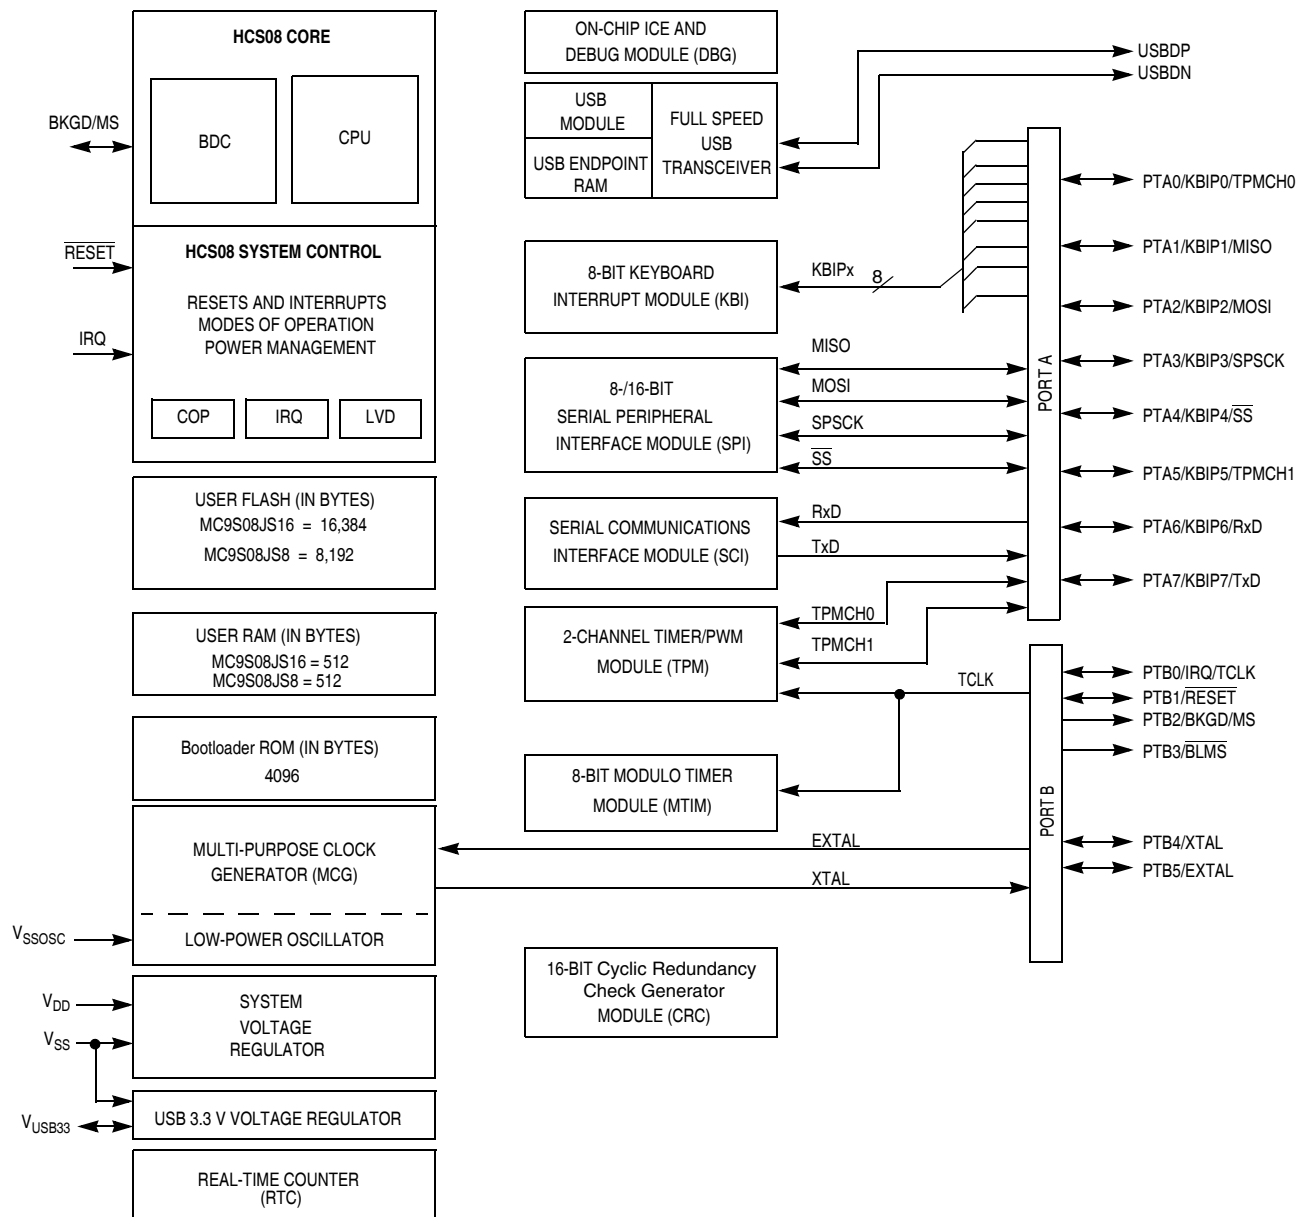 HCS08 CORE
BDC
CPU
BKGD/MS
RESET
HCS08 SYSTEM CONTROL
RESETS AND INTERRUPTS
MODES OF OPERATION
POWER MANAGEMENT
IRQ
COP
IRQ
LVD
USER FLASH (IN BYTES)
MC9S08JS16 = 16,384
MC9S08JS8 = 8,192
USER RAM (IN BYTES)
MC9S08JS16 = 512
MC9S08JS8 = 512
Bootloader ROM (IN BYTES)
4096
MULTI-PURPOSE CLOCK
GENERATOR (MCG)
LOW-POWER OSCILLATOR
VSSOSC
VDD
VSS
SYSTEM
VOLTAGE
REGULATOR
VUSB33
USB 3.3 V VOLTAGE REGULATOR
REAL-TIME COUNTER
(RTC)
ON-CHIP ICE AND
DEBUG MODULE (DBG)
USB
MODULE
USB ENDPOINT
RAM
FULL SPEED
USB
TRANSCEIVER
8-BIT KEYBOARD
INTERRUPT MODULE (KBI)
8-/16-BIT
SERIAL PERIPHERAL
INTERFACE MODULE (SPI)
SERIAL COMMUNICATIONS
INTERFACE MODULE (SCI)
2-CHANNEL TIMER/PWM
MODULE (TPM)
8-BIT MODULO TIMER
MODULE (MTIM)
16-BIT Cyclic Redundancy
Check Generator
MODULE (CRC)
KBIPx
8
MISO
MOSI
SPSCK
SS
RxD
TxD
TPMCH0
TPMCH1
TCLK
EXTAL
XTAL
PORT A
PORT B
USBDP
USBDN
PTA0/KBIP0/TPMCH0
PTA1/KBIP1/MISO
PTA2/KBIP2/MOSI
PTA3/KBIP3/SPSCK
PTA4/KBIP4/SS
PTA5/KBIP5/TPMCH1
PTA6/KBIP6/RxD
PTA7/KBIP7/TxD
PTB0/IRQ/TCLK
PTB1/RESET
PTB2/BKGD/MS
PTB3/BLMS
PTB4/XTAL
PTB5/EXTAL